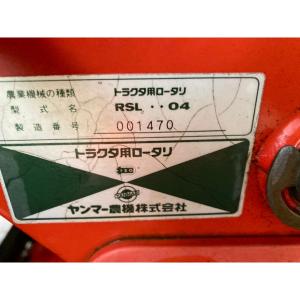 農業機械の種類 トラクタ用ロータリ
型式名 RSL・・04
製造番号 001470
トラクタ用ロータリ
ヤンマー農機株式会社